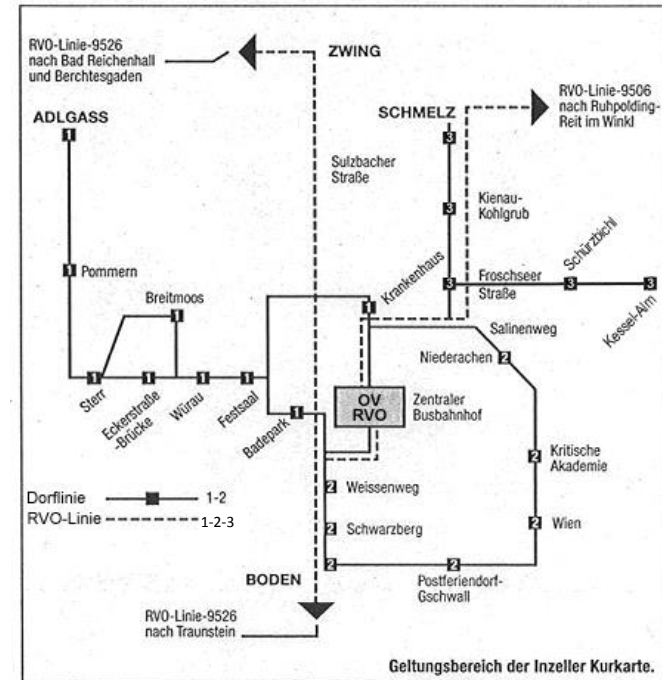 RVO-Linie-9526
nach Bad Reichenhall
und Berchtesgaden
ZWING
RVO-Linie-9506
nach Ruhpolding-
Reit im Winkl
ADLGASS
1
SCHMELZ
3
Sulzbacher
Straße
3
Kienau-
Kohlgrub
1
Pommern
Breitmoos
1
Krankenhaus
1
3
Froschseer
Straße
Schürzbichl
3
Kessel-Alm
3
Salinenweg
Niederachen
2
1
Sterr
1
Eckerstraße
-Brücke
1
Würau
1
Festsaal
Badepark
1
OV
RVO
Zentraler
Busbahnhof
2
Kritische
Akademie
Dorflinie
1-2
RVO-Linie
1-2-3
2
Weissenweg
2
Schwarzberg
2
Wien
2
2
Postferiendorf-
Gschwall
BODEN
RVO-Linie-9526
nach Traunstein
Geltungsbereich der Inzeller Kurkarte.